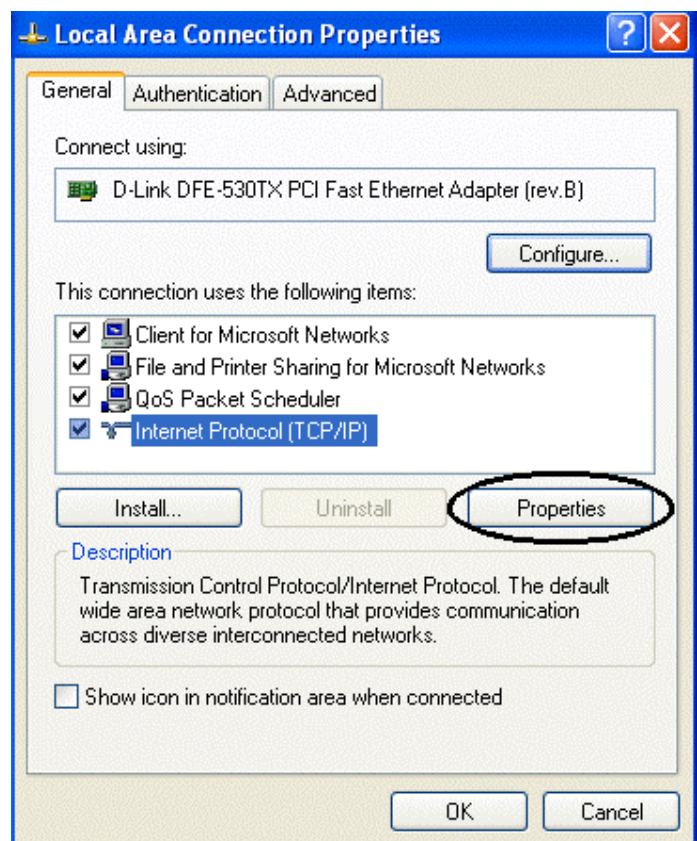 Local Area Connection Properties
General Authentication Advanced
Connect using:
D-Link DFE-530TX PCI Fast Ethernet Adapter (rev.B)
Configure...
This connection uses the following items:
Client for Microsoft Networks
File and Printer Sharing for Microsoft Networks
QoS Packet Scheduler
Internet Protocol (TCP/IP)
Install... Uninstall Properties
Description
Transmission Control Protocol/Internet Protocol. The default
wide area network protocol that provides communication
across diverse interconnected networks.
Show icon in notification area when connected
OK Cancel